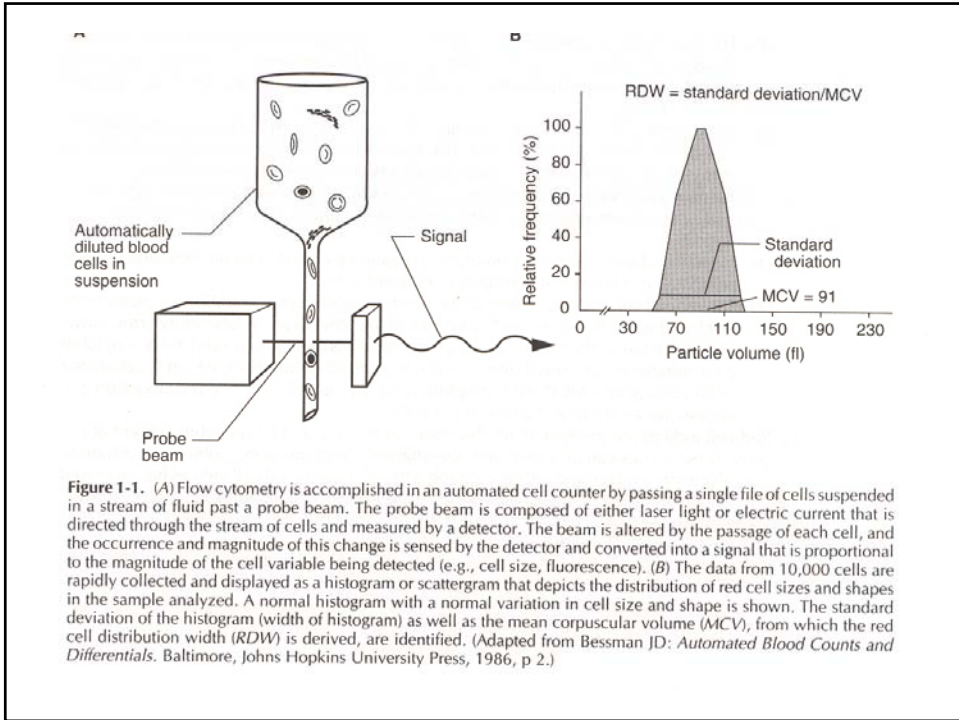 A
B
RDW = standard deviation/MCV
Relative frequency (%)
100
80
60
40
20
0
Standard
deviation
MCV = 91
0 30 70 110 150 190 230
Particle volume (fl)
Automatically
diluted blood
cells in
suspension
Signal
Probe
beam
Figure 1-1. (A) Flow cytometry is accomplished in an automated cell counter by passing a single file of cells suspended
in a stream of fluid past a probe beam. The probe beam is composed of either laser light or electric current that is
directed through the stream of cells and measured by a detector. The beam is altered by the passage of each cell, and
the occurrence and magnitude of this change is sensed by the detector and converted into a signal that is proportional
to the magnitude of the cell variable being detected (e.g., cell size, fluorescence). (B) The data from 10,000 cells are
rapidly collected and displayed as a histogram or scattergram that depicts the distribution of red cell sizes and shapes
in the sample analyzed. A normal histogram with a normal variation in cell size and shape is shown. The standard
deviation of the histogram (width of histogram) as well as the mean corpuscular volume (MCV), from which the red
cell distribution width (RDW) is derived, are identified. (Adapted from Bessman JD: Automated Blood Counts and
Differentials. Baltimore, Johns Hopkins University Press, 1986, p 2.)